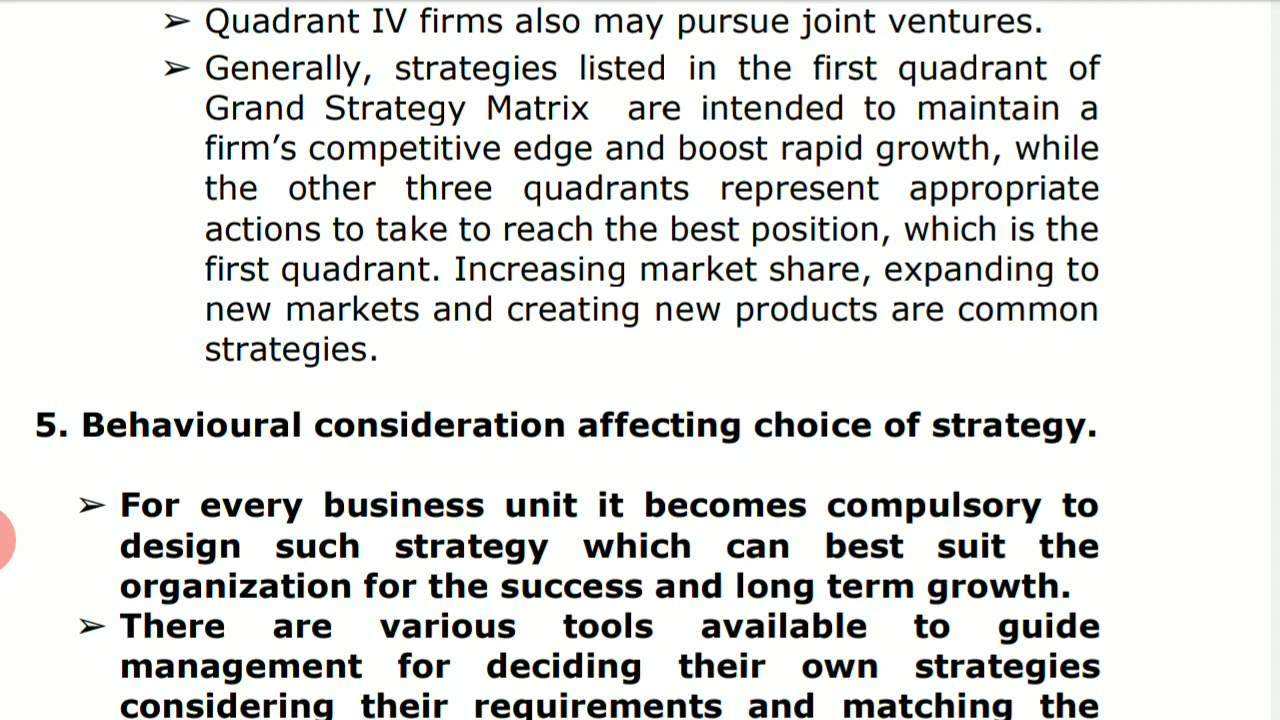 ➢ Quadrant IV firms also may pursue joint ventures.
➢ Generally, strategies listed in the first quadrant of
Grand Strategy Matrix are intended to maintain a
firm's competitive edge and boost rapid growth, while
the other three quadrants represent appropriate
actions to take to reach the best position, which is the
first quadrant. Increasing market share, expanding to
new markets and creating new products are common
strategies.
5. Behavioural consideration affecting choice of strategy.
➢ For every business unit it becomes compulsory to
design such strategy which can best suit the
organization for the success and long term growth.
➢ There are various tools available to guide
management for deciding their own strategies
considering their requirements and matching the